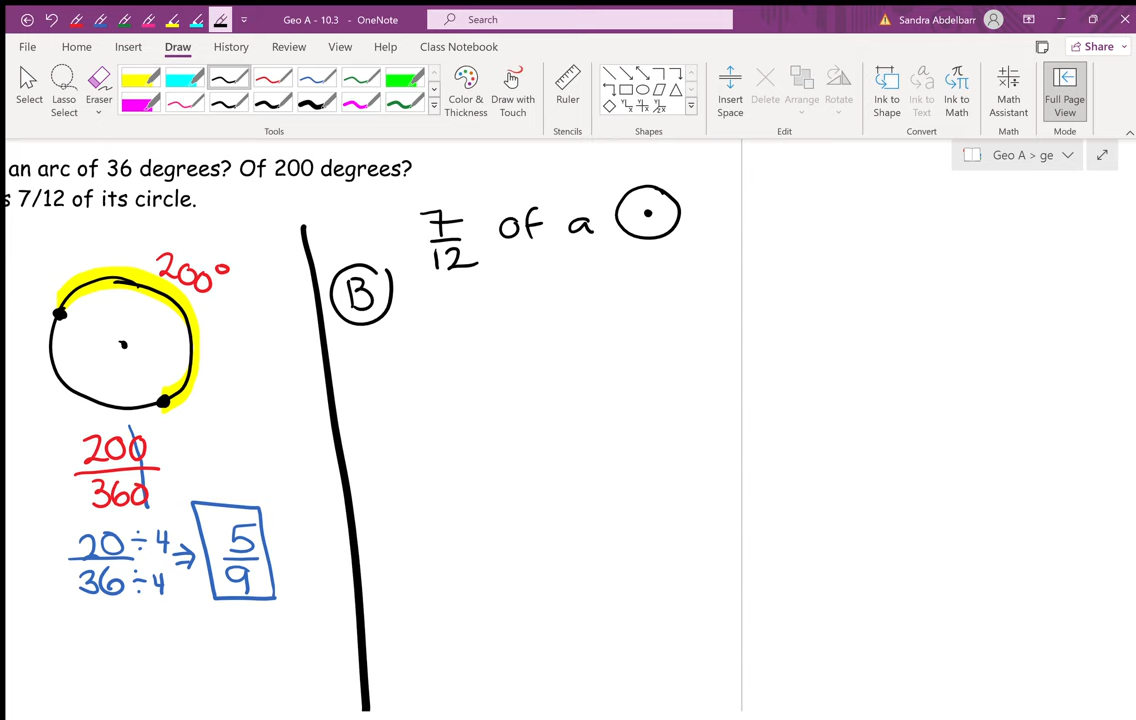 Geo A - 10.3 - OneNote
Search
Sandra Abdelbarr
File Home Insert Draw History Review View Help Class Notebook
Share
Select
Lasso Select
Eraser
Color & Thickness
Draw with Touch
Ruler
Insert Space
Delete
Arrange
Rotate
Ink to Shape
Ink to Text
Ink to Math
Math Assistant
Full Page View
Tools
Stencils
Shapes
Edit
Convert
Math
Mode
an arc of 36 degrees? Of 200 degrees?
s 7/12 of its circle.
Geo A > ge
200°
200
360
20 ÷ 4
36 ÷ 4
⇒
5
9
B
7
12
of a